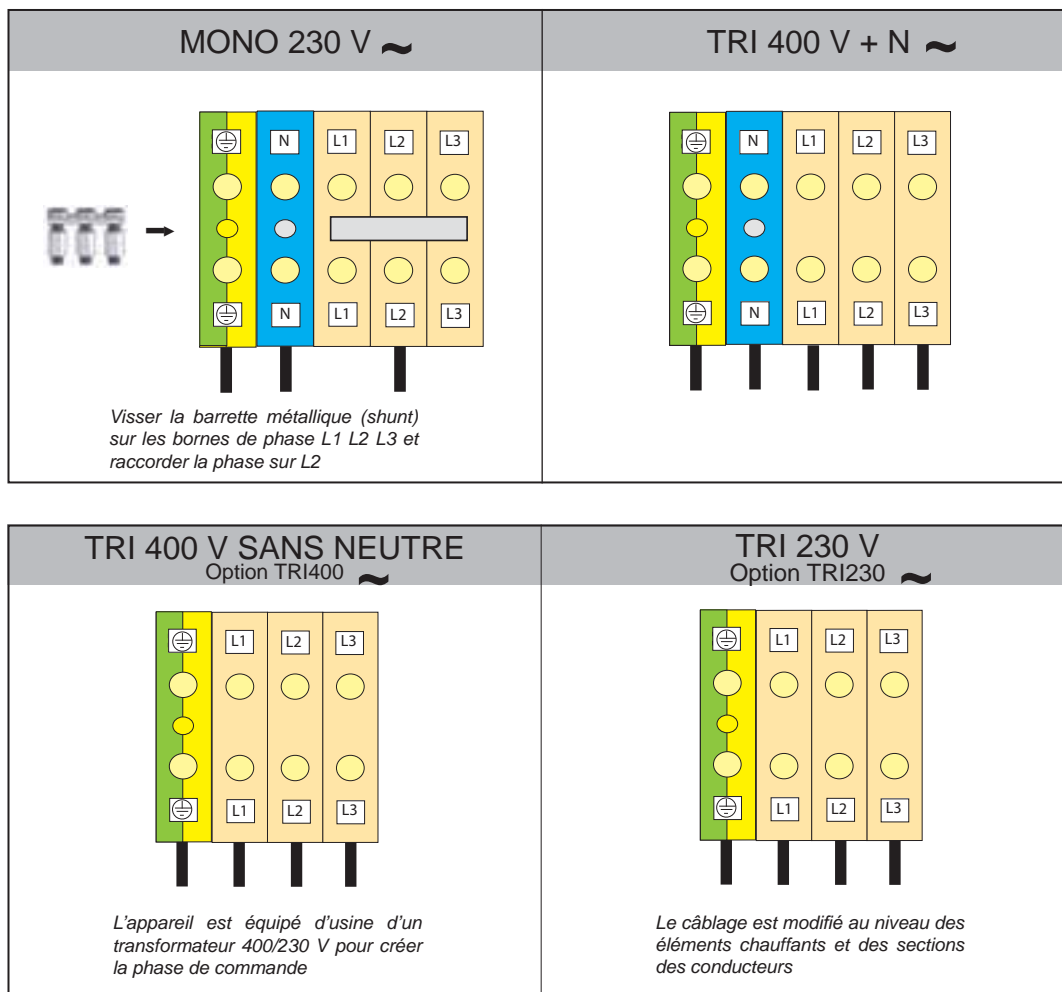 MONO 230 V ~
TRI 400 V + N ~
N L1 L2 L3
N L1 L2 L3
Visser la barrette métallique (shunt)
sur les bornes de phase L1 L2 L3 et
raccorder la phase sur L2
N L1 L2 L3
N L1 L2 L3
TRI 400 V SANS NEUTRE
Option TRI400 ~
TRI 230 V
Option TRI230 ~
L1 L2 L3
L1 L2 L3
L'appareil est équipé d'usine d'un
transformateur 400/230 V pour créer
la phase de commande
L1 L2 L3
L1 L2 L3
Le câblage est modifié au niveau des
éléments chauffants et des sections
des conducteurs